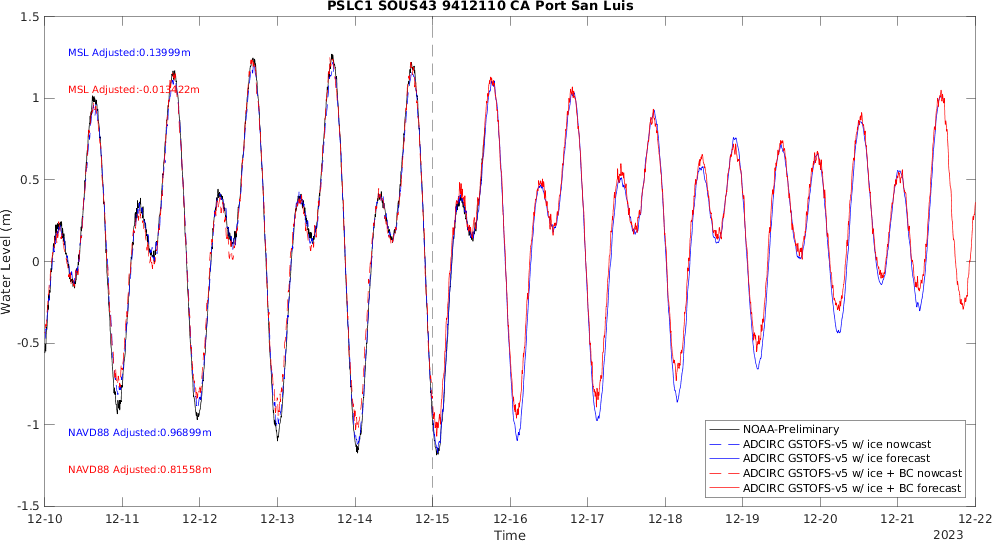 PSLC1 SOUS43 9412110 CA Port San Luis
1.5
1
0.5
0
-0.5
-1
-1.5
Water Level (m)
MSL Adjusted:0.13999m
MSL Adjusted:-0.013422m
NAVD88 Adjusted:0.96899m
NAVD88 Adjusted:0.81558m
NOAA-Preliminary
ADCIRC GSTOFS-v5 w/ ice nowcast
ADCIRC GSTOFS-v5 w/ ice forecast
ADCIRC GSTOFS-v5 w/ ice + BC nowcast
ADCIRC GSTOFS-v5 w/ ice + BC forecast
12-10 12-11 12-12 12-13 12-14 12-15 12-16 12-17 12-18 12-19 12-20 12-21 12-22
Time
2023